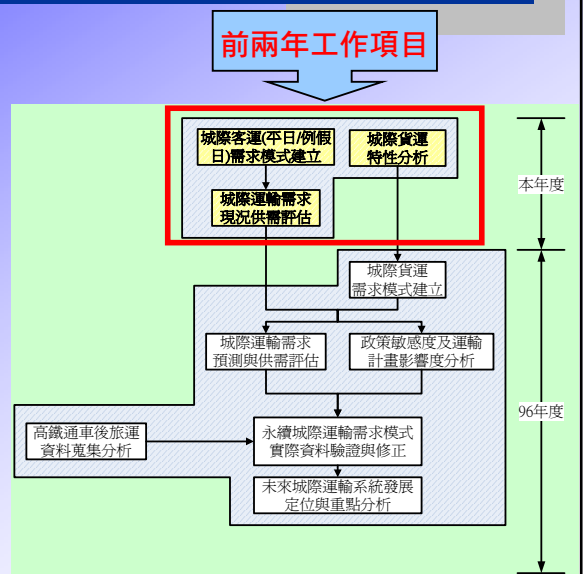 前兩年工作項目
城際客運(平日/例假
日)需求模式建立
城際貨運
特性分析
城際運輸需求
現況供需評估
本年度
城際貨運
需求模式建立
城際運輸需求
預測與供需評估
政策敏感度及運輸
計畫影響度分析
96年度
高鐵通車後旅運
資料蒐集分析
永續城際運輸需求模式
實際資料驗證與修正
未來城際運輸系統發展
定位與重點分析